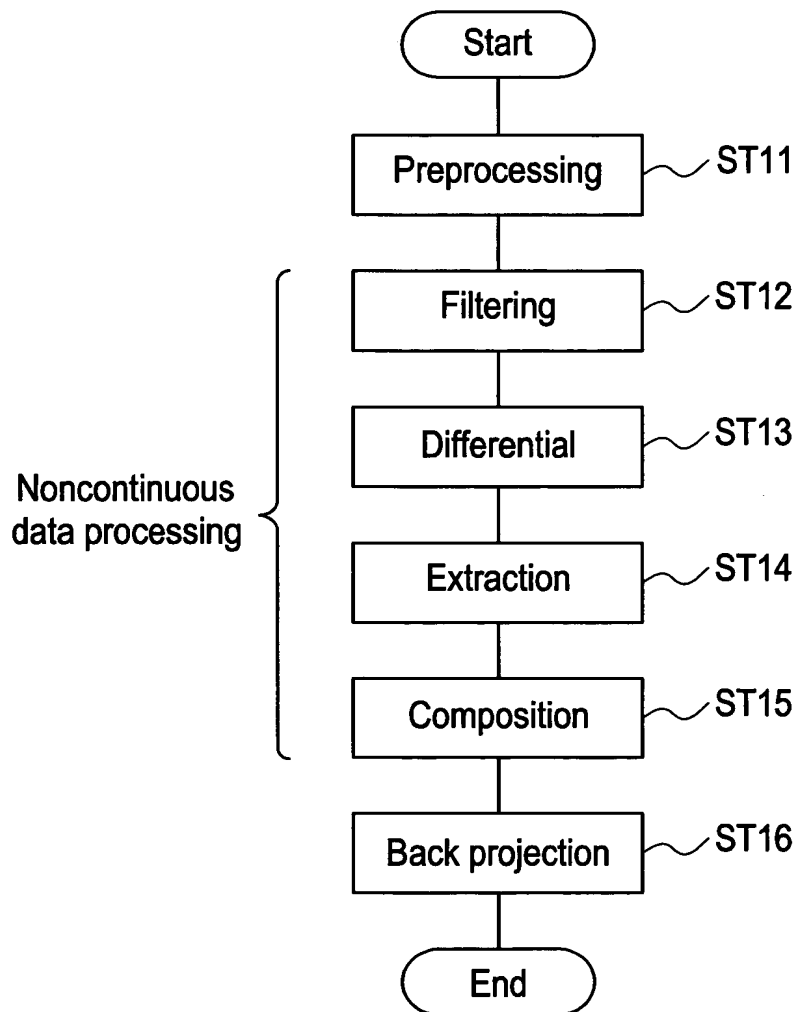 Start
Preprocessing
ST11
Filtering
ST12
Differential
ST13
Noncontinuous
data processing
Extraction
ST14
Composition
ST15
Back projection
ST16
End